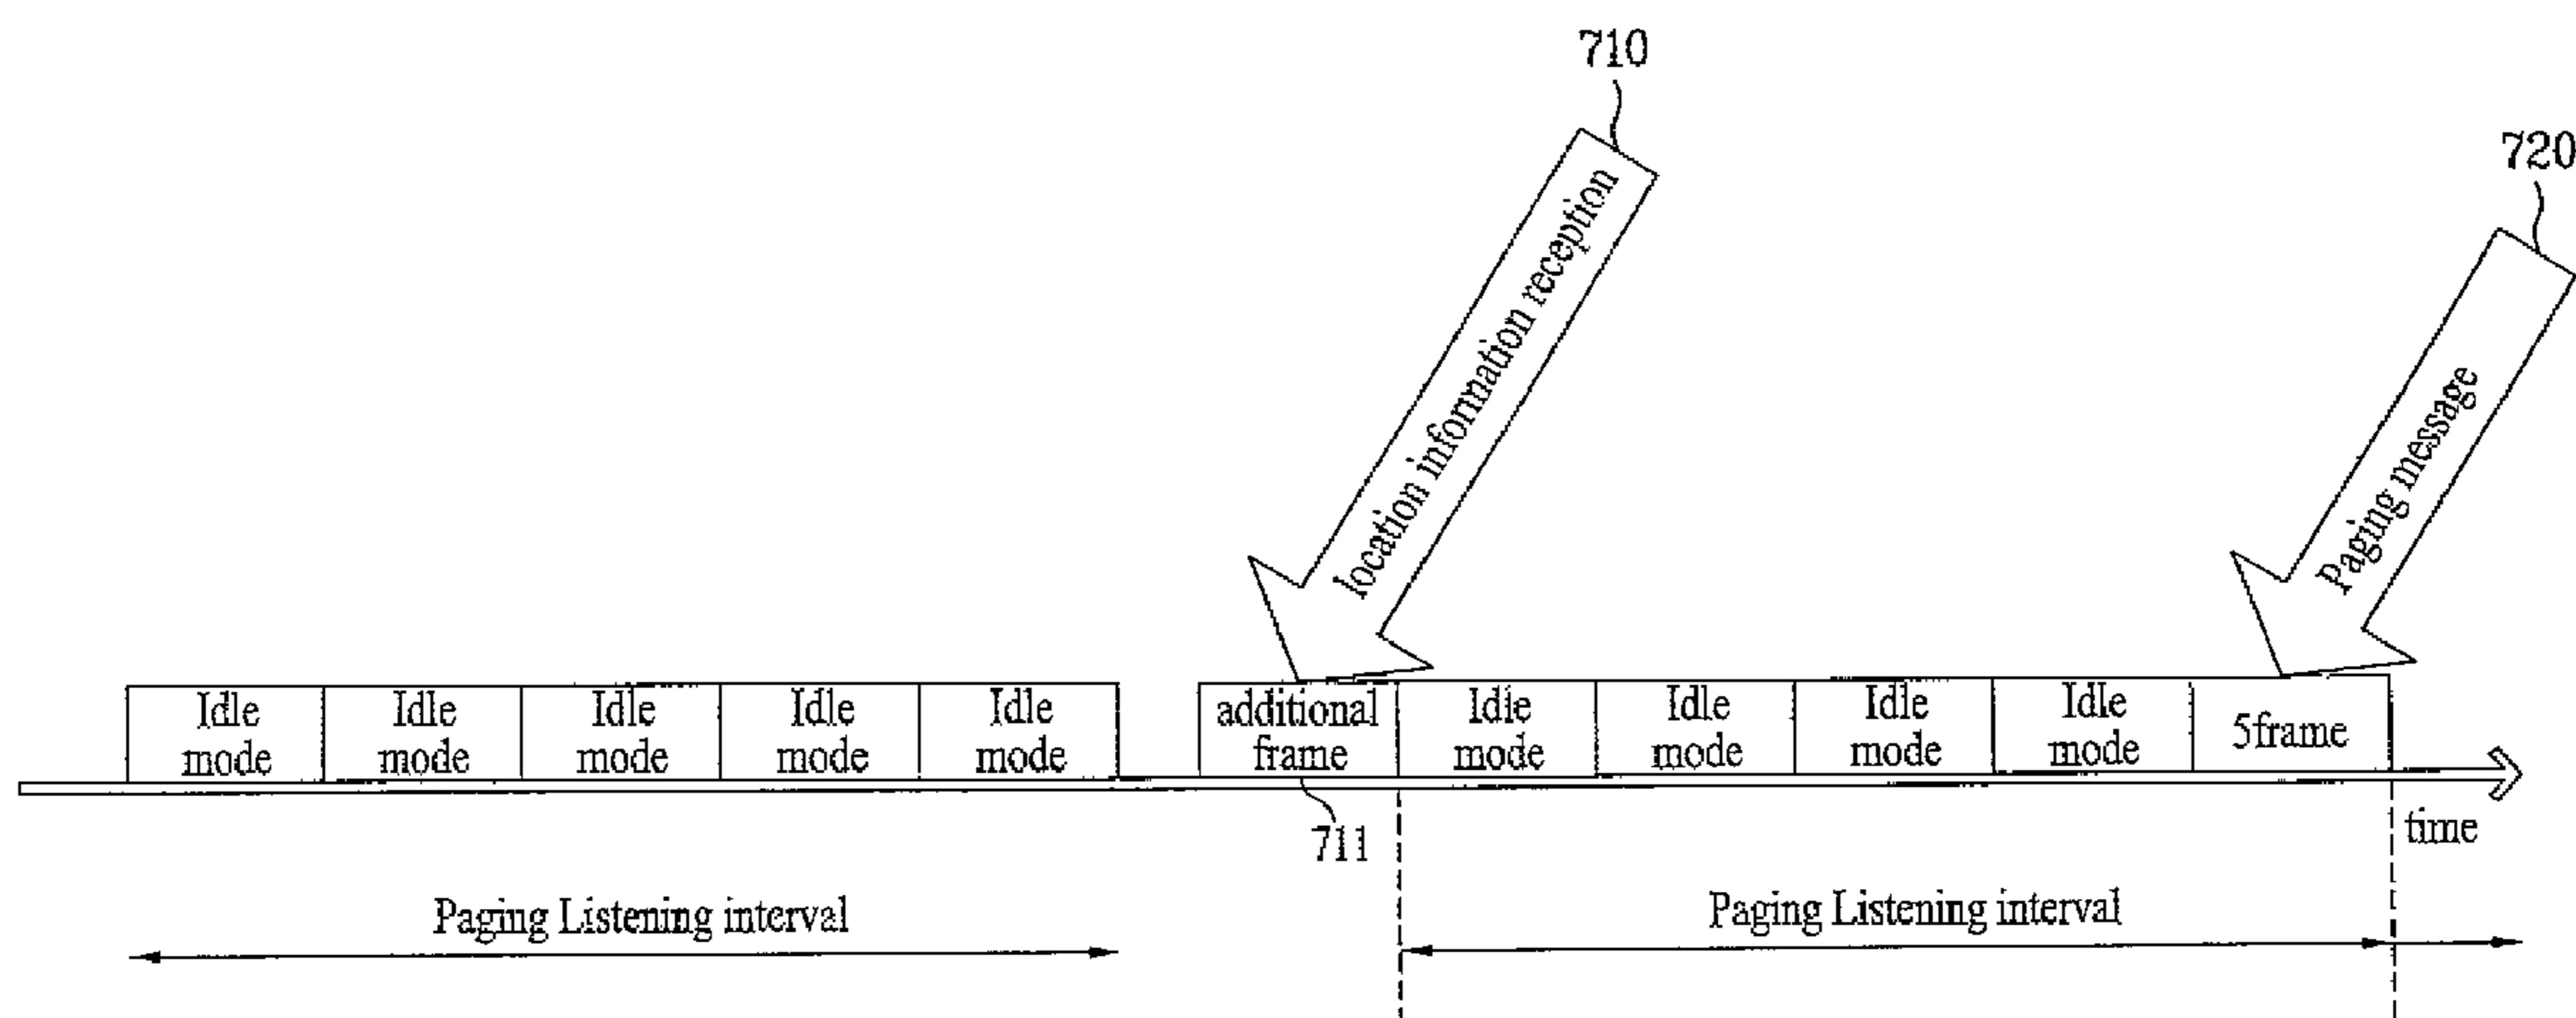 710
720
location information reception
Paging message
Idle
mode
Idle
mode
Idle
mode
Idle
mode
Idle
mode
additional
frame
Idle
mode
Idle
mode
Idle
mode
Idle
mode
5frame
711
time
Paging Listening interval
Paging Listening interval